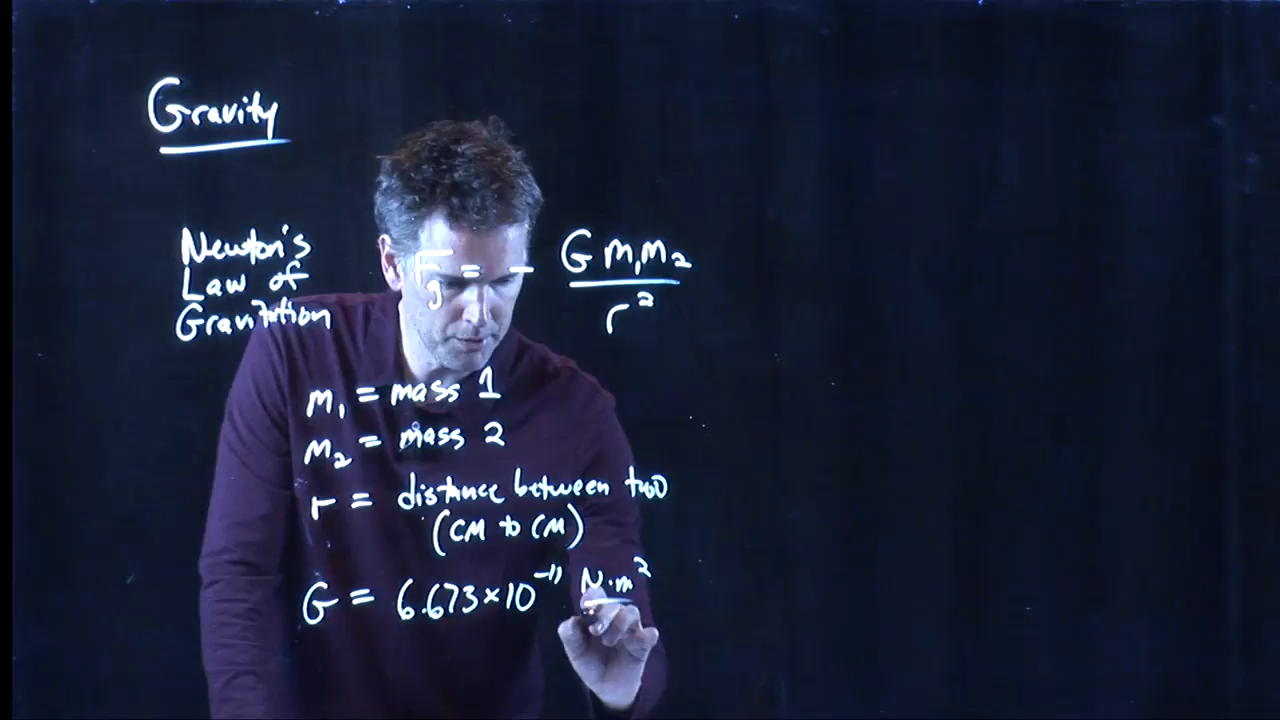 Gravity
Newton's
Law of
Gravitation
Fg = - G m₁m₂ / r²
m₁ = mass 1
m₂ = mass 2
r = distance between two
(CM to CM)
G = 6.673×10⁻¹¹ N·m²